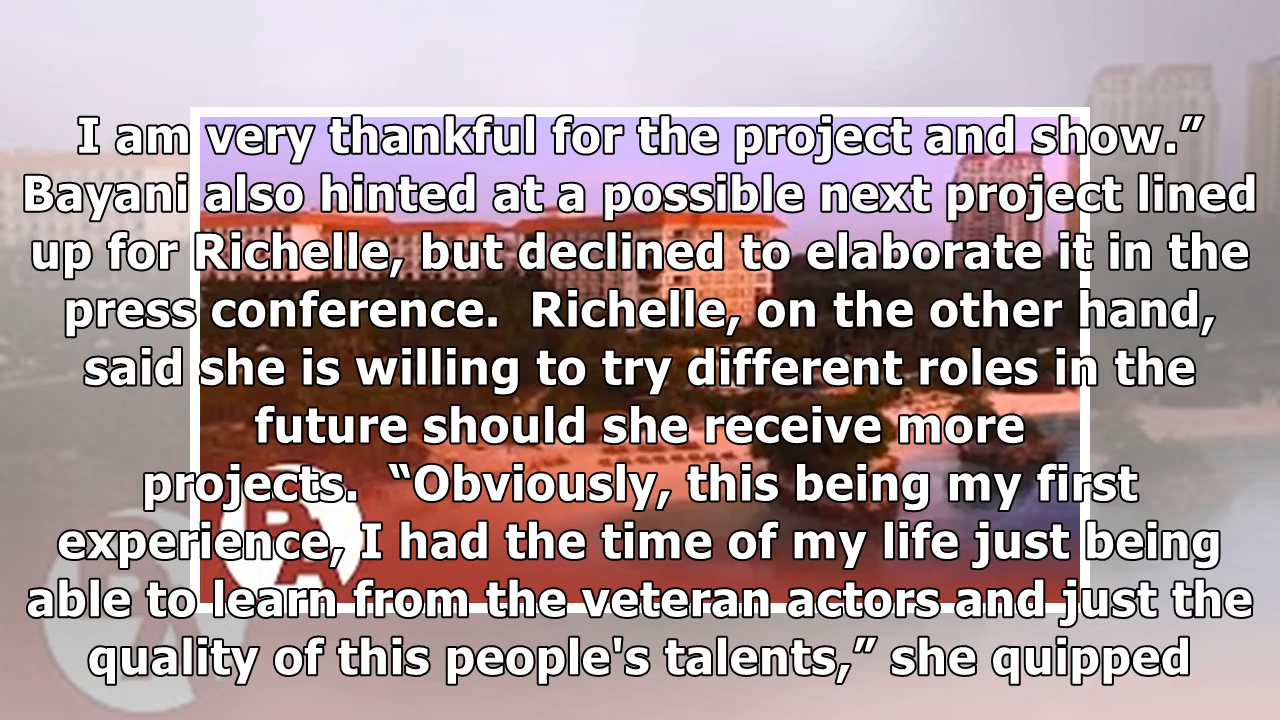 I am very thankful for the project and show.”
Bayani also hinted at a possible next project lined
up for Richelle, but declined to elaborate it in the
press conference.  Richelle, on the other hand,
said she is willing to try different roles in the
future should she receive more
projects.  “Obviously, this being my first
experience, I had the time of my life just being
able to learn from the veteran actors and just the
quality of this people's talents,” she quipped